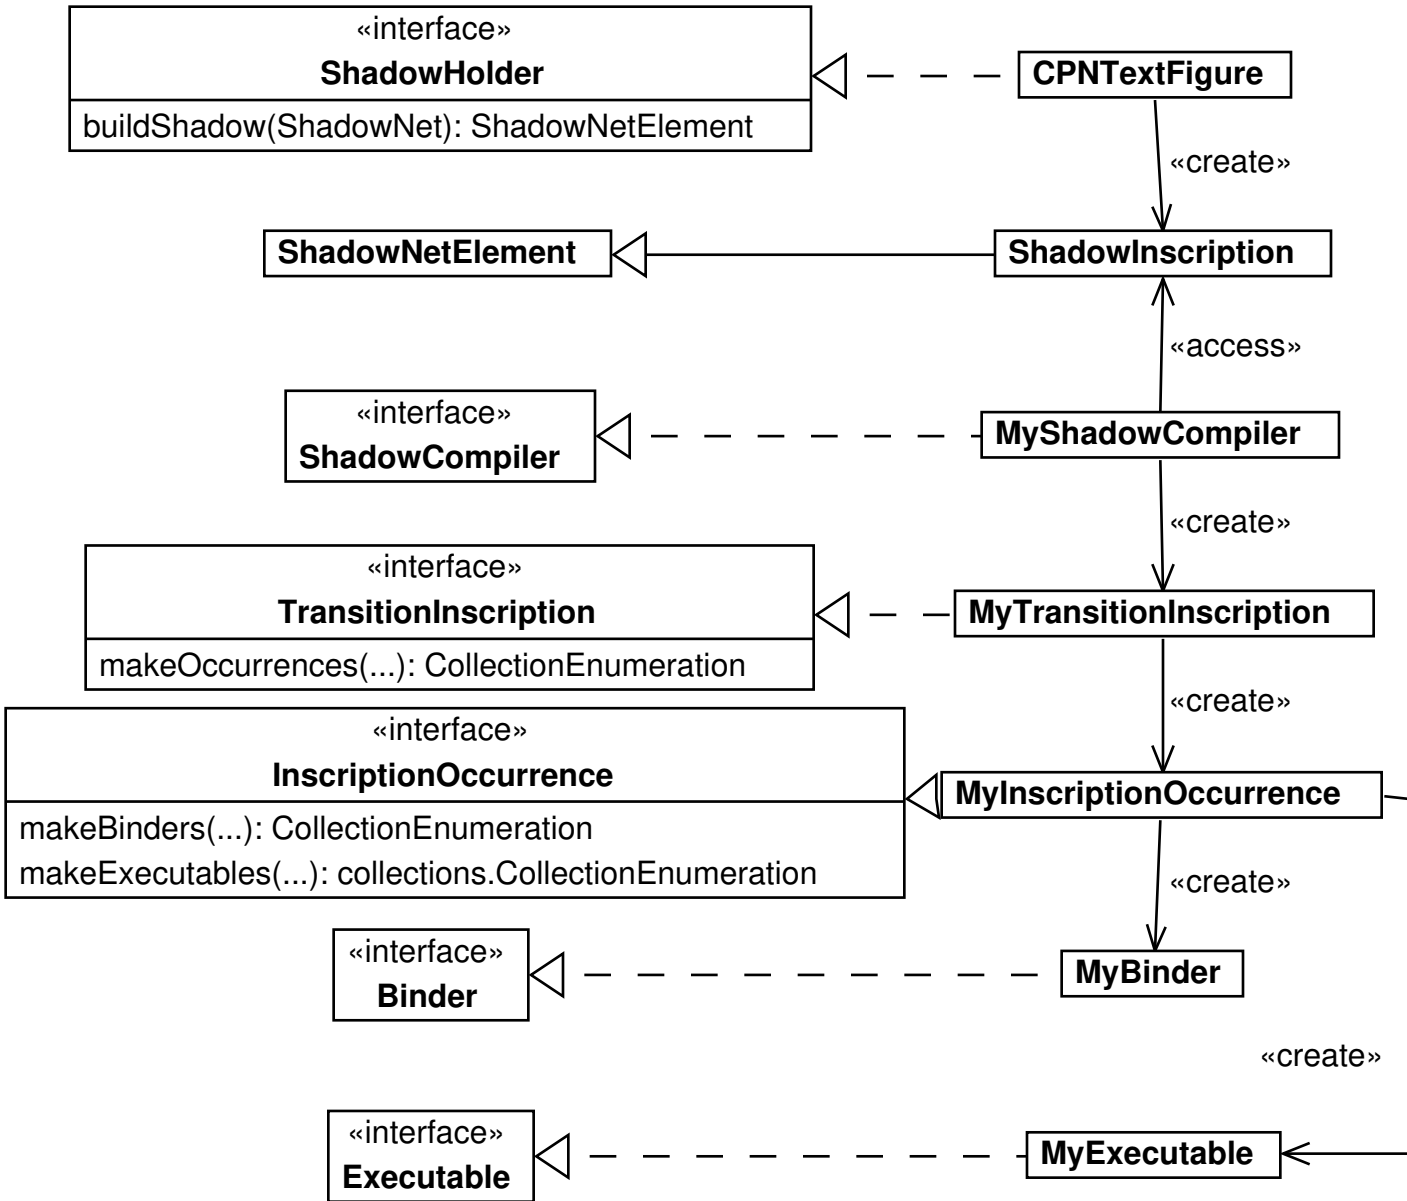 «interface»
ShadowHolder
buildShadow(ShadowNet): ShadowNetElement
CPNTextFigure
«create»
ShadowNetElement
ShadowInscription
«access»
«interface»
ShadowCompiler
MyShadowCompiler
«create»
«interface»
TransitionInscription
makeOccurrences(...): CollectionEnumeration
MyTransitionInscription
«create»
«interface»
InscriptionOccurrence
makeBinders(...): CollectionEnumeration
makeExecutables(...): collections.CollectionEnumeration
MyInscriptionOccurrence
«create»
«interface»
Binder
MyBinder
«create»
«interface»
Executable
MyExecutable